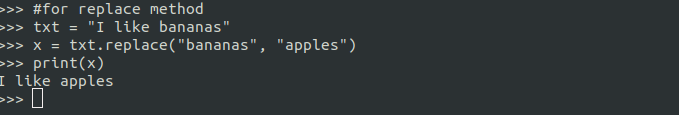 >>> #for replace method
>>> txt = "I like bananas"
>>> x = txt.replace("bananas", "apples")
>>> print(x)
I like apples
>>>